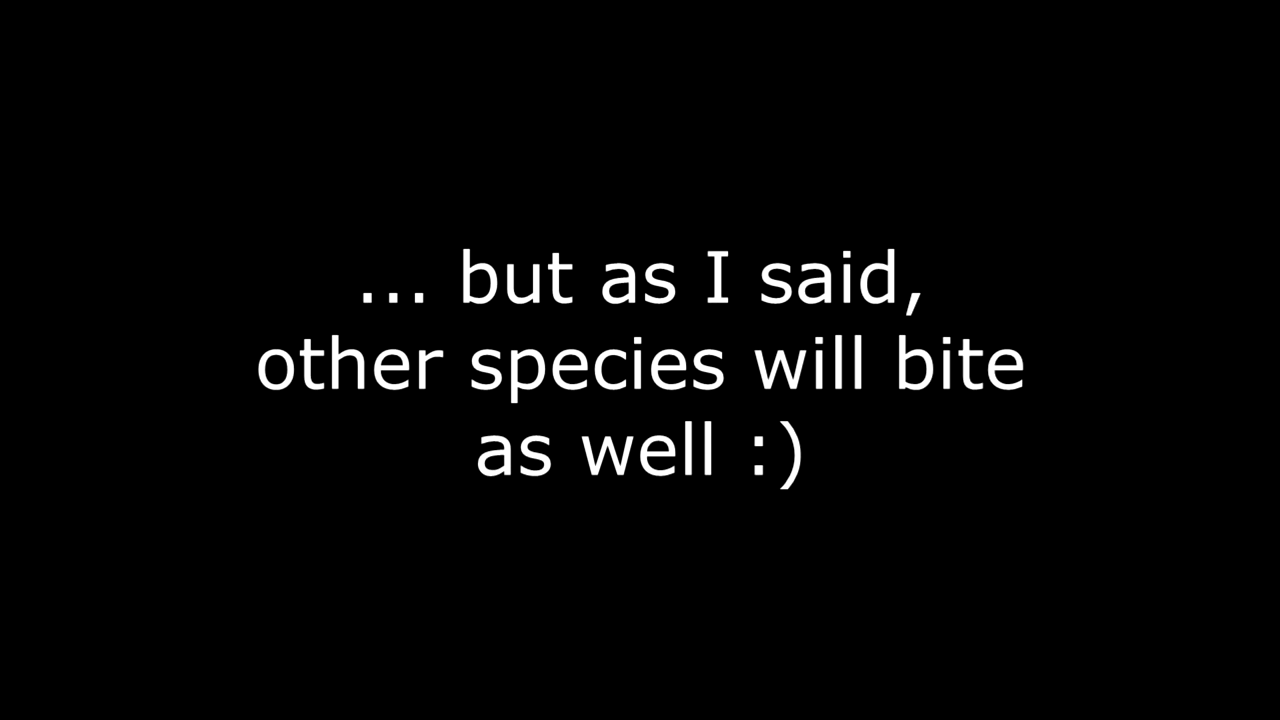 ... but as I said,
other species will bite
as well :)